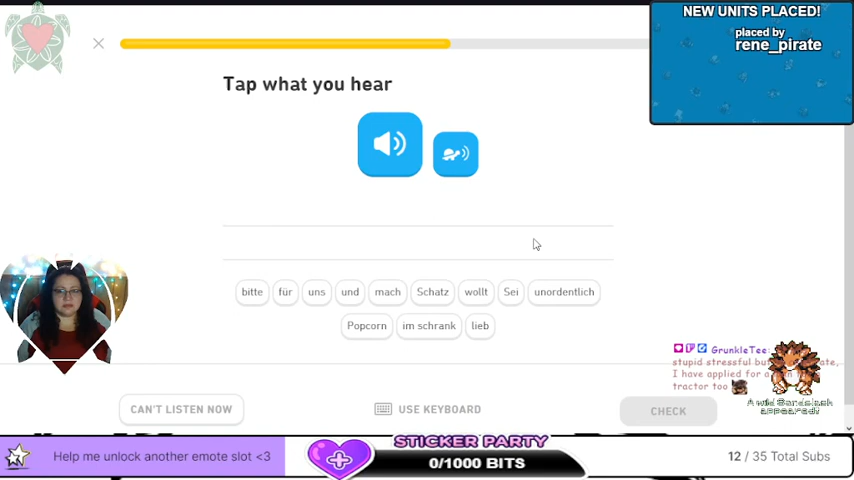 NEW UNITS PLACED!
placed by
rene_pirate
Tap what you hear
bitte für uns und mach Schatz wollt Sei unordentlich
Popcorn im schrank lieb
GrunkleTee:
stupid stressful but
I have applied for a
tractor too
A wild Sandslash
appeared!
CAN'T LISTEN NOW
USE KEYBOARD
CHECK
Help me unlock another emote slot <3
STICKER PARTY
0/1000 BITS
12 / 35 Total Subs